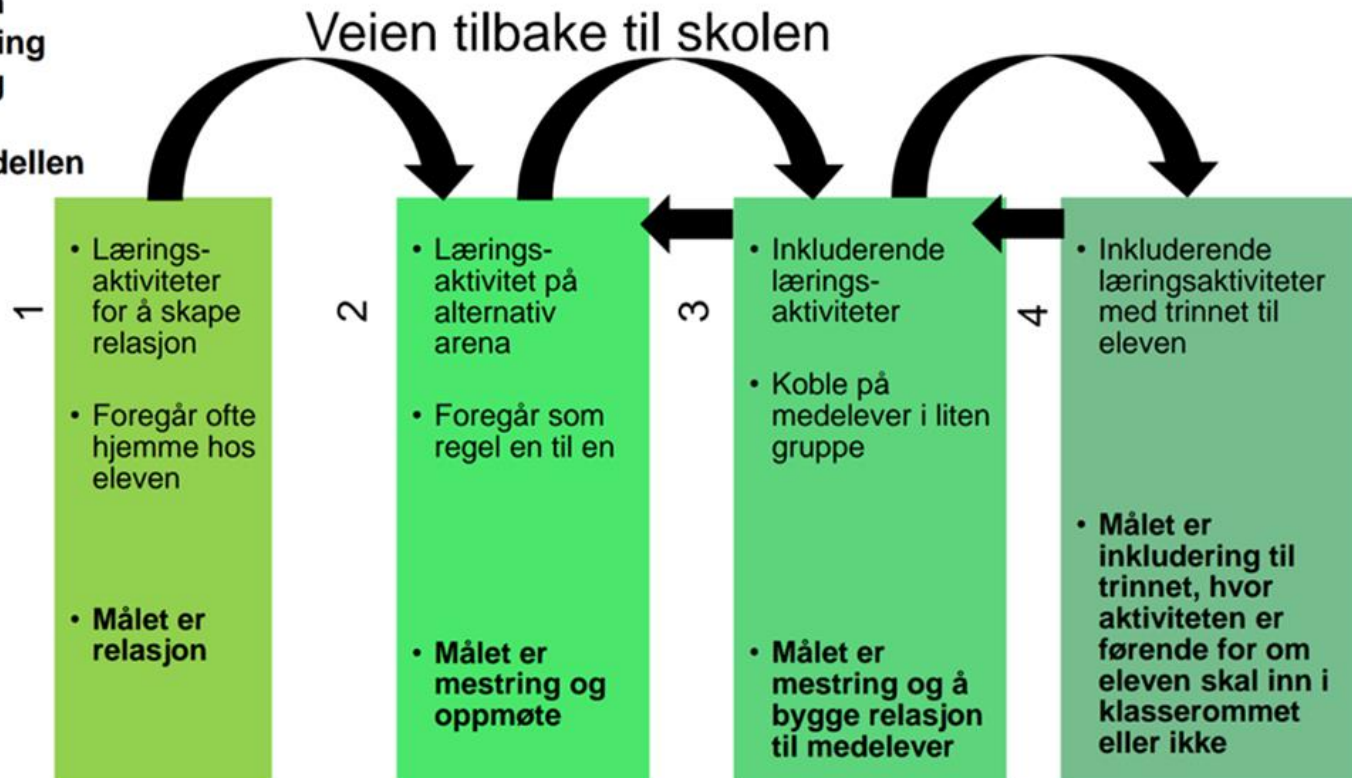 ing
g
dellen
Veien tilbake til skolen
1
• Lærings-
aktiviteter
for å skape
relasjon
• Foregår ofte
hjemme hos
eleven
• Målet er
relasjon
2
• Lærings-
aktivitet på
alternativ
arena
• Foregår som
regel en til en
• Målet er
mestring og
oppmøte
3
• Inkluderende
lærings-
aktiviteter
• Koble på
medelever i liten
gruppe
• Målet er
mestring og å
bygge relasjon
til medelever
4
• Inkluderende
læringsaktiviteter
med trinnet til
eleven
• Målet er
inkludering til
trinnet, hvor
aktiviteten er
førende for om
eleven skal inn i
klasserommet
eller ikke